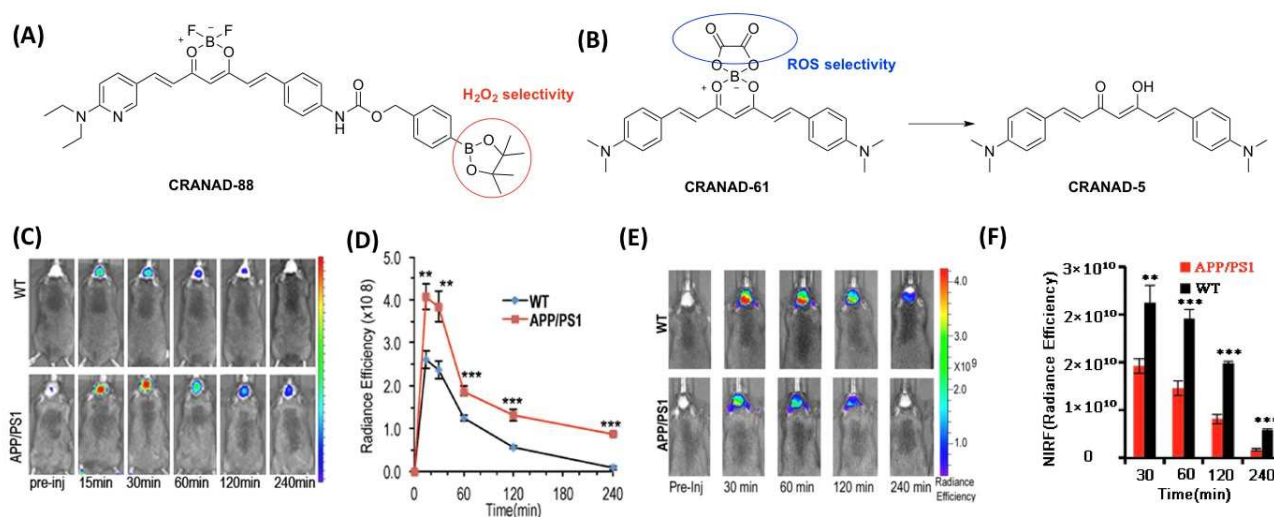 (A)
F F
B
+ −
O O
N
N
N
H
O
O
H₂O₂ selectivity
B
O
O
CRANAD-88
(B)
O O
O O
B
+ −
O O
ROS selectivity
N
N
CRANAD-61
O OH
N
N
CRANAD-5
(C)
WT
APP/PS1
pre-inj 15min 30min 60min 120min 240min
(D)
Radiance Efficiency (x10 8)
5.0
4.0
3.0
2.0
1.0
0.0
** ** *** *** ***
WT
APP/PS1
0 60 120 180 240
Time(min)
(E)
WT
APP/PS1
Pre-Inj 30 min 60 min 120 min 240 min
4.0
3.0
X10⁹
2.0
1.0
Radiance
Efficiency
(F)
NIRF(Radiance Efficiency)
3×10¹⁰
2×10¹⁰
2×10¹⁰
1×10¹⁰
0
APP/PS1
WT
** *** *** ***
30 60 120 240
Time(min)